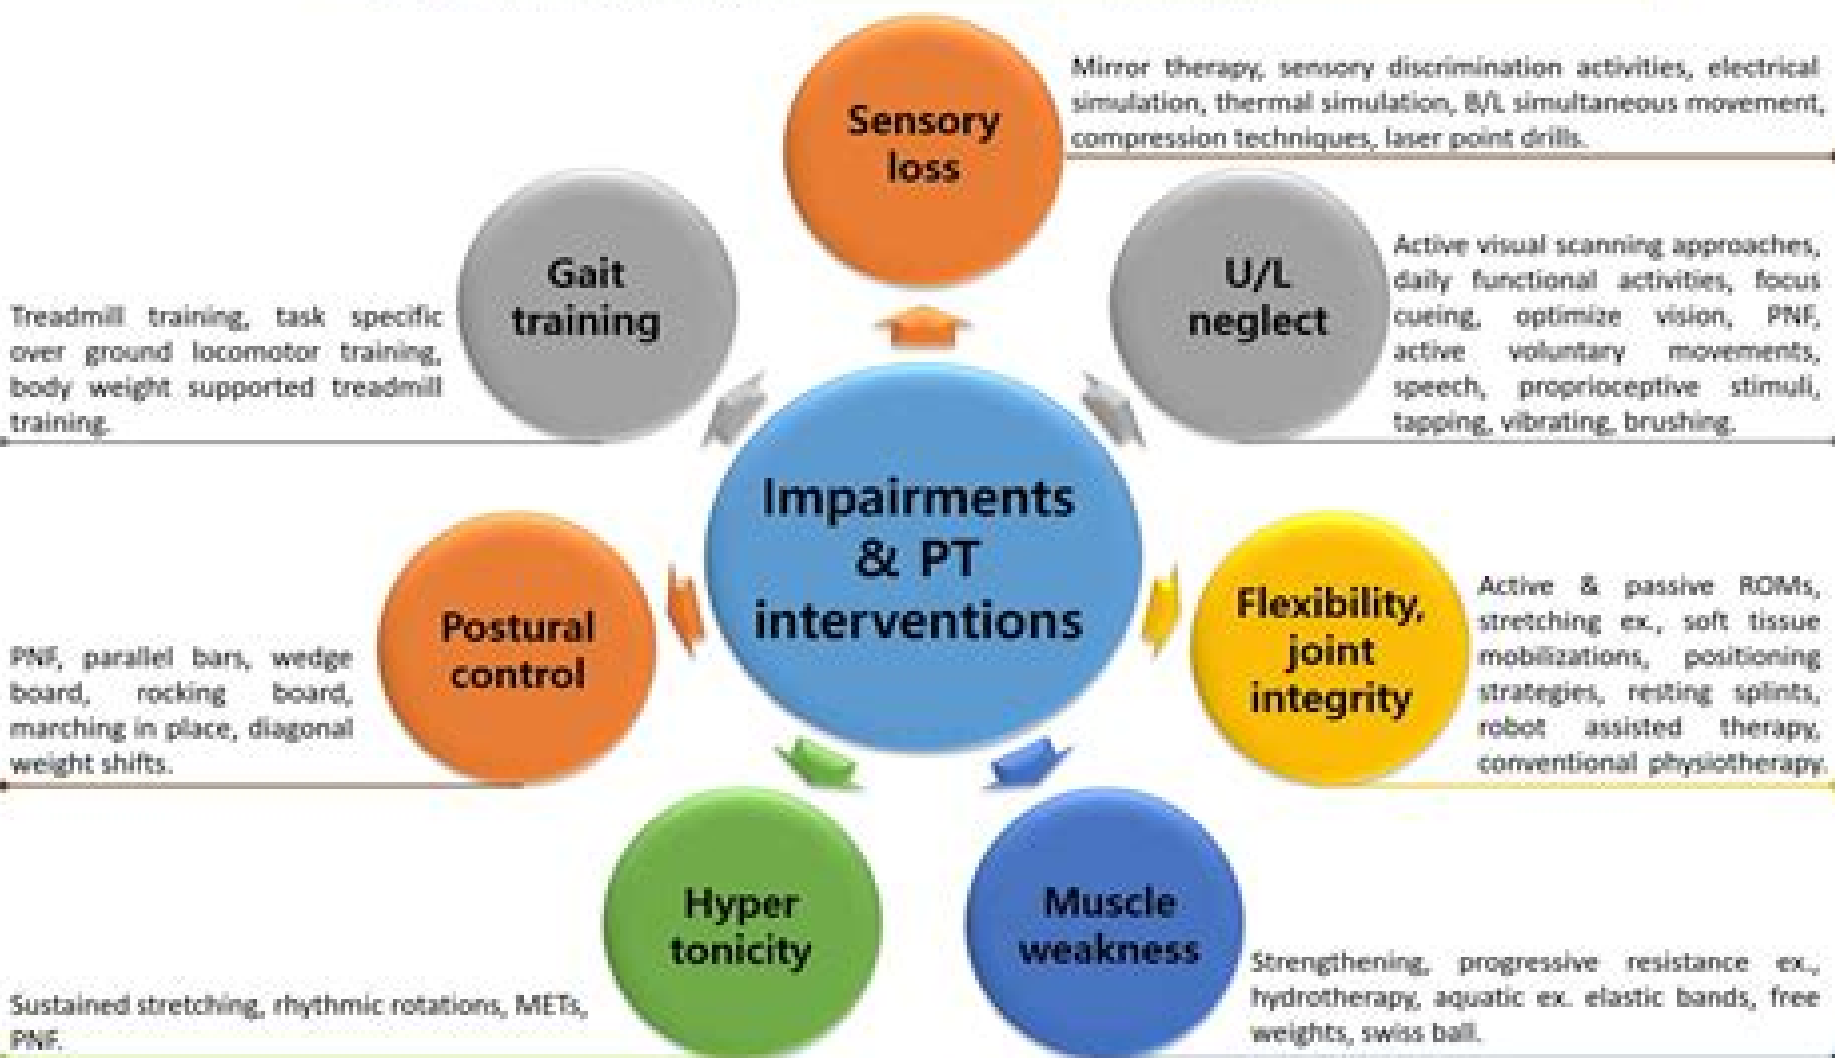 Sensory
loss
Mirror therapy, sensory discrimination activities, electrical
simulation, thermal simulation, B/L simultaneous movement,
compression techniques, laser point drills.
U/L
neglect
Active visual scanning approaches,
daily functional activities, focus
cueing, optimize vision, PNF,
active voluntary movements,
speech, proprioceptive stimuli,
tapping, vibrating, brushing.
Gait
training
Treadmill training, task specific
over ground locomotor training,
body weight supported treadmill
training.
Impairments
& PT
interventions
Flexibility,
joint
integrity
Active & passive ROMs,
stretching ex., soft tissue
mobilizations, positioning
strategies, resting splints,
robot assisted therapy,
conventional physiotherapy.
Postural
control
PNF, parallel bars, wedge
board, rocking board,
marching in place, diagonal
weight shifts.
Muscle
weakness
Strengthening, progressive resistance ex.,
hydrotherapy, aquatic ex. elastic bands, free
weights, swiss ball.
Hyper
tonicity
Sustained stretching, rhythmic rotations, METs,
PNF.